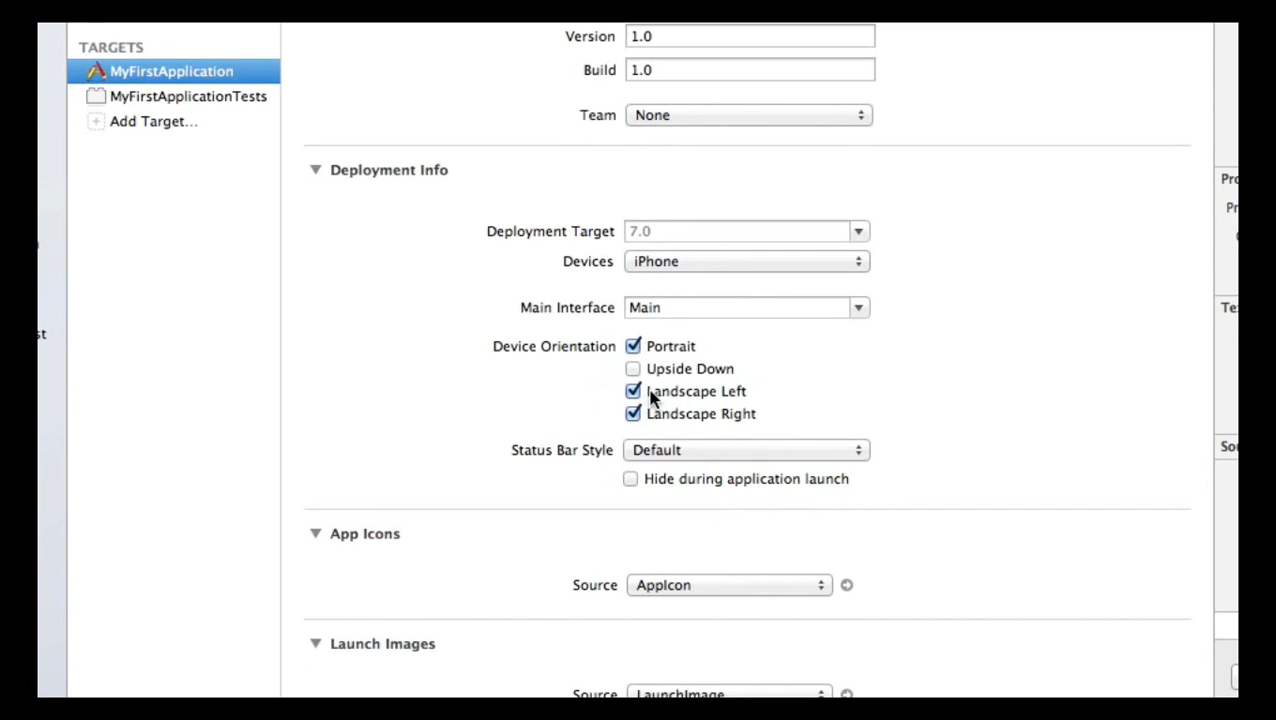 TARGETS
MyFirstApplication
MyFirstApplicationTests
Add Target...
Version 1.0
Build 1.0
Team None
Deployment Info
Deployment Target 7.0
Devices iPhone
Main Interface Main
Device Orientation Portrait
Upside Down
Landscape Left
Landscape Right
Status Bar Style Default
Hide during application launch
App Icons
Source AppIcon
Launch Images
Source LaunchImage